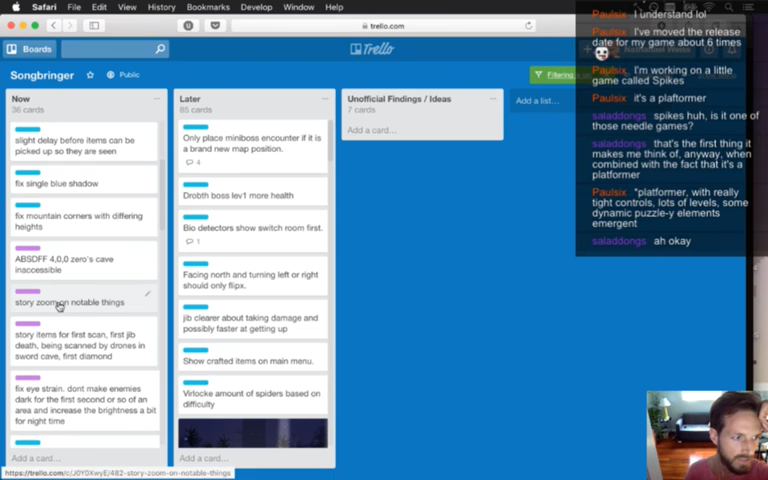 Safari File Edit View History Bookmarks Develop Window Help
trello.com
Boards
Trello
Songbringer
Public
Filtering is on
Now
36 cards
slight delay before items can be
picked up so they are seen
fix single blue shadow
fix mountain corners with differing
heights
ABSDFF 4,0,0 zero's cave
inaccessible
story zoom on notable things
story items for first scan, first jib
death, being scanned by drones in
sword cave, first diamond
fix eye strain. dont make enemies
dark for the first second or so of an
area and increase the brightness a bit
for night time
Add a card...
Later
85 cards
Only place miniboss encounter if it is
a brand new map position.
4
Drobth boss lev1 more health
Bio detectors show switch room first.
1
Facing north and turning left or right
should only flipx.
jib clearer about taking damage and
possibly faster at getting up
Show crafted items on main menu.
Virlocke amount of spiders based on
difficulty
Add a card...
Unofficial Findings / Ideas
7 cards
Add a card...
Add a list...
Paulsix I understand lol
Paulsix I've moved the release
date for my game about 6 times
Paulsix I'm working on a little
game called Spikes
Paulsix it's a plaftormer
saladdongs spikes huh, is it one of
those needle games?
saladdongs that's the first thing it
makes me think of, anyway, when
combined with the fact that it's a
platformer
Paulsix *platformer, with really
tight controls, lots of levels, some
dynamic puzzle-y elements
emergent
saladdongs ah okay
https://trello.com/c/J0Y0XwyE/482-story-zoom-on-notable-things